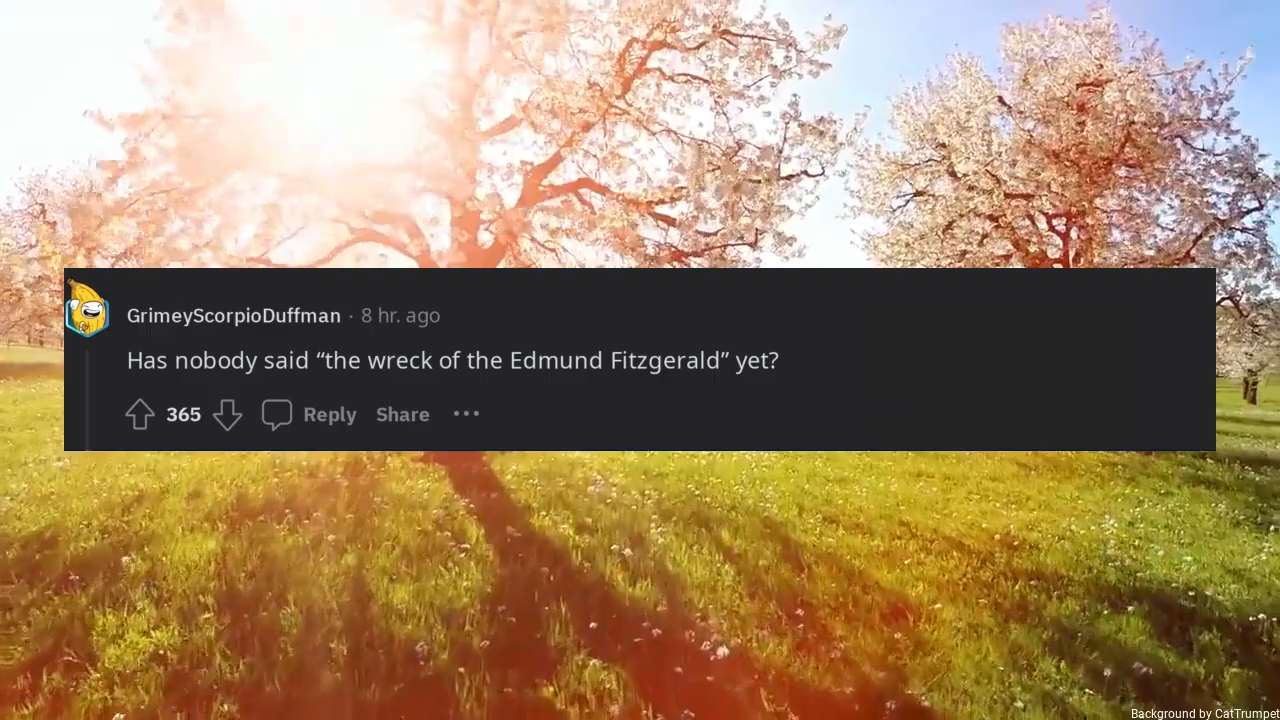 GrimeyScorpioDuffman · 8 hr. ago
Has nobody said “the wreck of the Edmund Fitzgerald” yet?
365 Reply Share ···
Background by CatTrumpet